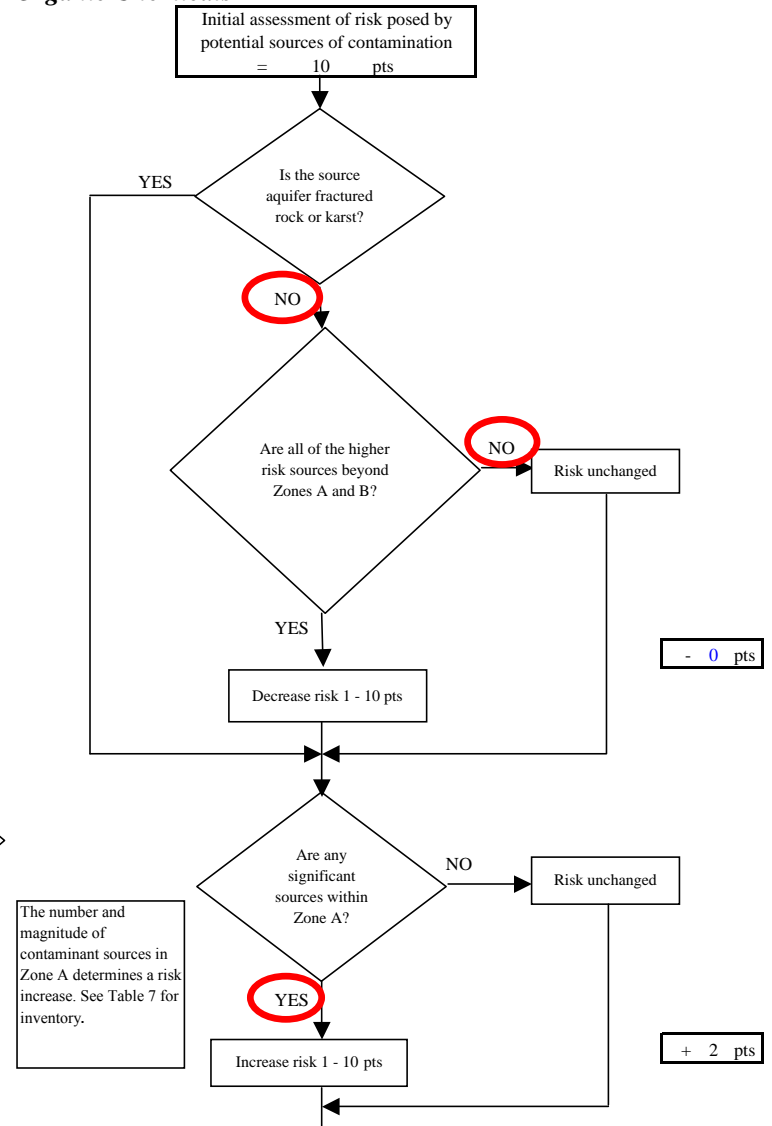 Initial assessment of risk posed by
potential sources of contamination
= 10 pts
Is the source
aquifer fractured
rock or karst?
YES
NO
Are all of the higher
risk sources beyond
Zones A and B?
NO
Risk unchanged
YES
- 0 pts
Decrease risk 1 - 10 pts
Are any
significant
sources within
Zone A?
NO
Risk unchanged
The number and
magnitude of
contaminant sources in
Zone A determines a risk
increase. See Table 7 for
inventory.
YES
Increase risk 1 - 10 pts
+ 2 pts